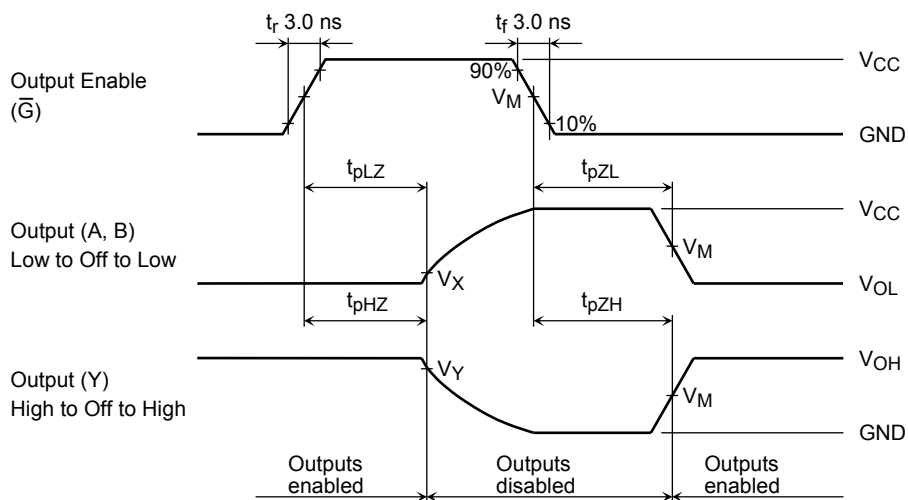 tr 3.0 ns
tf 3.0 ns
Output Enable
(G̅)
90%
VM
10%
VCC
GND
tpLZ
tpZL
Output (A, B)
Low to Off to Low
VX
VM
VCC
VOL
tpHZ
tpZH
Output (Y)
High to Off to High
VY
VM
VOH
GND
Outputs
enabled
Outputs
disabled
Outputs
enabled